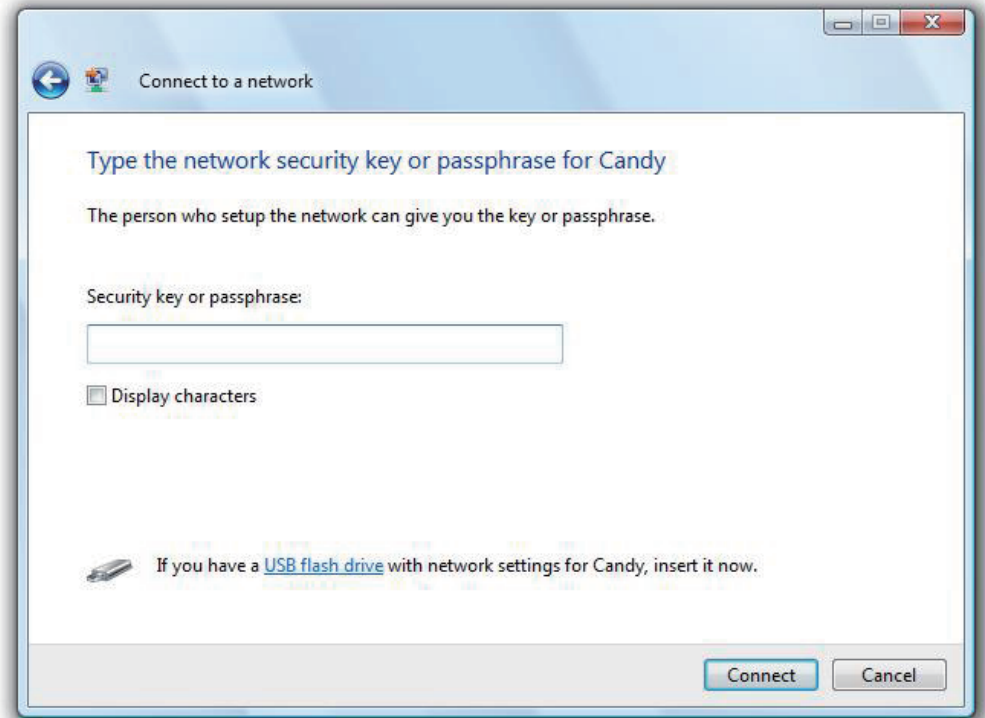 Connect to a network
Type the network security key or passphrase for Candy
The person who setup the network can give you the key or passphrase.
Security key or passphrase:
Display characters
If you have a USB flash drive with network settings for Candy, insert it now.
Connect
Cancel